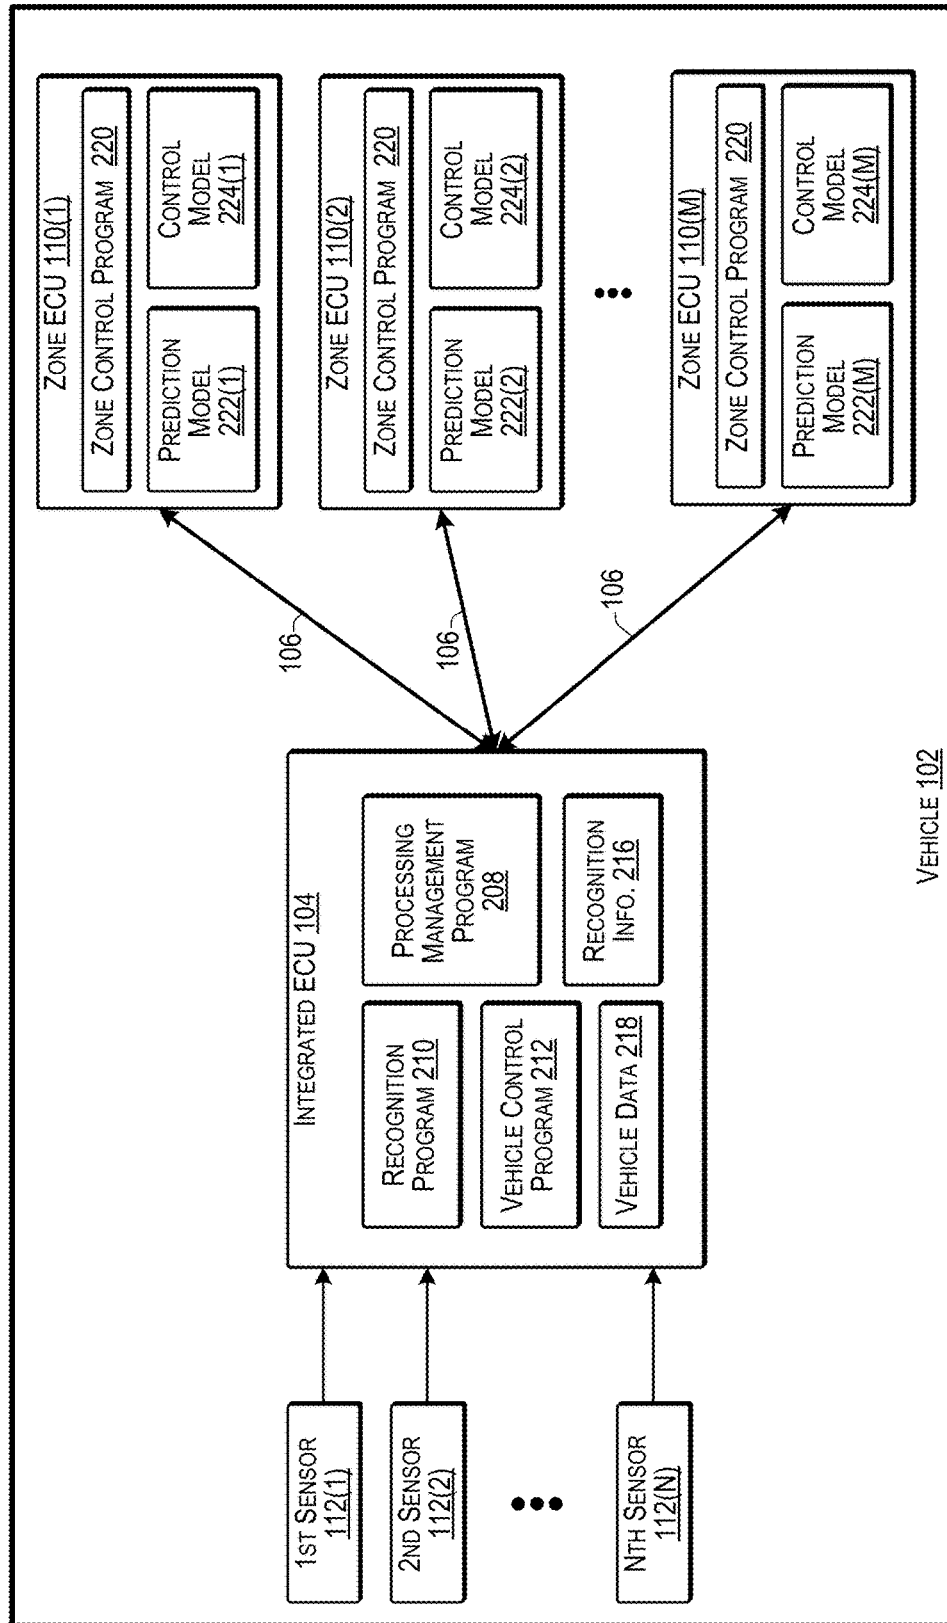 1ST SENSOR
112(1)
2ND SENSOR
112(2)
NTH SENSOR
112(N)
INTEGRATED ECU 104
RECOGNITION
PROGRAM 210
VEHICLE CONTROL
PROGRAM 212
VEHICLE DATA 218
PROCESSING
MANAGEMENT
PROGRAM
208
RECOGNITION
INFO. 216
106
106
106
ZONE ECU 110(1)
ZONE CONTROL PROGRAM 220
PREDICTION
MODEL
222(1)
CONTROL
MODEL
224(1)
ZONE ECU 110(2)
ZONE CONTROL PROGRAM 220
PREDICTION
MODEL
222(2)
CONTROL
MODEL
224(2)
ZONE ECU 110(M)
ZONE CONTROL PROGRAM 220
PREDICTION
MODEL
222(M)
CONTROL
MODEL
224(M)
VEHICLE 102